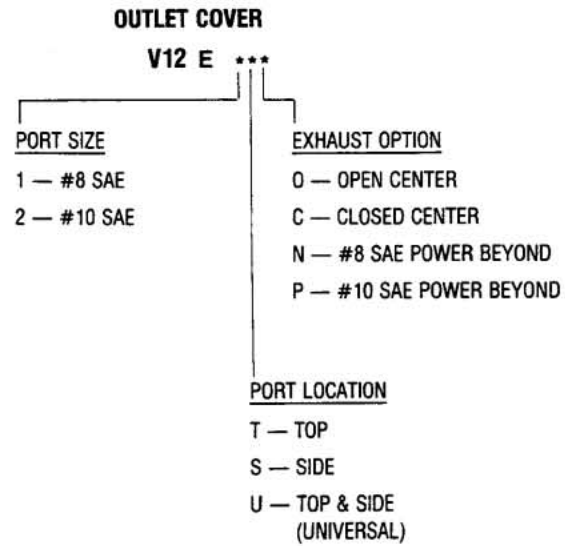 OUTLET COVER
V12 E ***
PORT SIZE
1 — #8 SAE
2 — #10 SAE
EXHAUST OPTION
O — OPEN CENTER
C — CLOSED CENTER
N — #8 SAE POWER BEYOND
P — #10 SAE POWER BEYOND
PORT LOCATION
T — TOP
S — SIDE
U — TOP & SIDE
(UNIVERSAL)